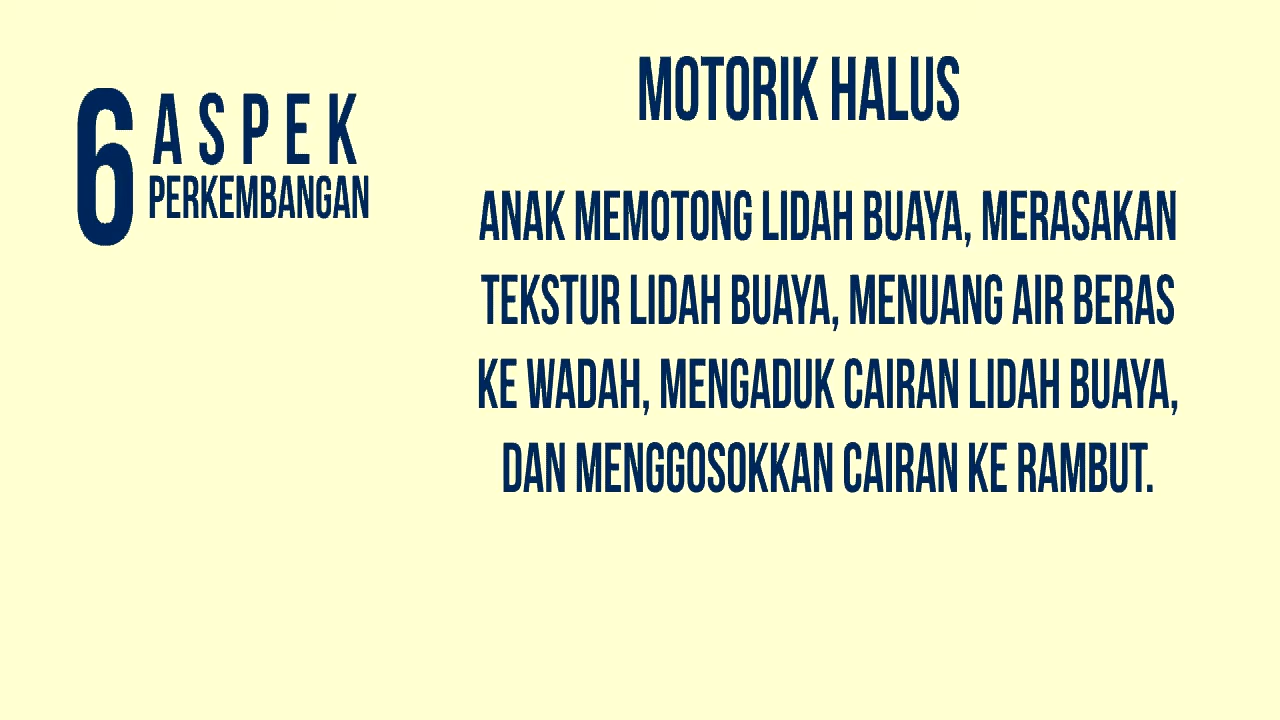 6 ASPEK
PERKEMBANGAN
MOTORIK HALUS
ANAK MEMOTONG LIDAH BUAYA, MERASAKAN
TEKSTUR LIDAH BUAYA, MENUANG AIR BERAS
KE WADAH, MENGADUK CAIRAN LIDAH BUAYA,
DAN MENGGOSOKKAN CAIRAN KE RAMBUT.